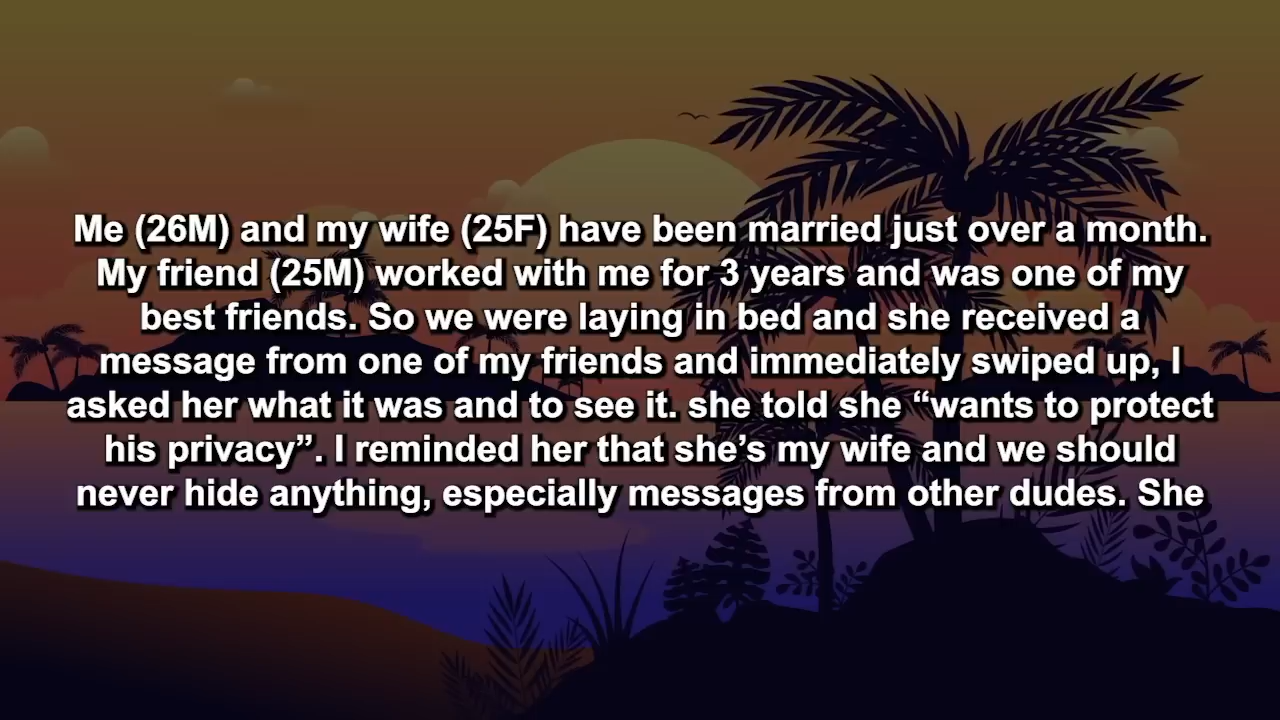 Me (26M) and my wife (25F) have been married just over a month.
My friend (25M) worked with me for 3 years and was one of my
best friends. So we were laying in bed and she received a
message from one of my friends and immediately swiped up, I
asked her what it was and to see it. she told she “wants to protect
his privacy”. I reminded her that she’s my wife and we should
never hide anything, especially messages from other dudes. She